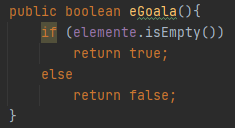 public boolean eGoala(){
    if (elemente.isEmpty())
        return true;
    else
        return false;
}